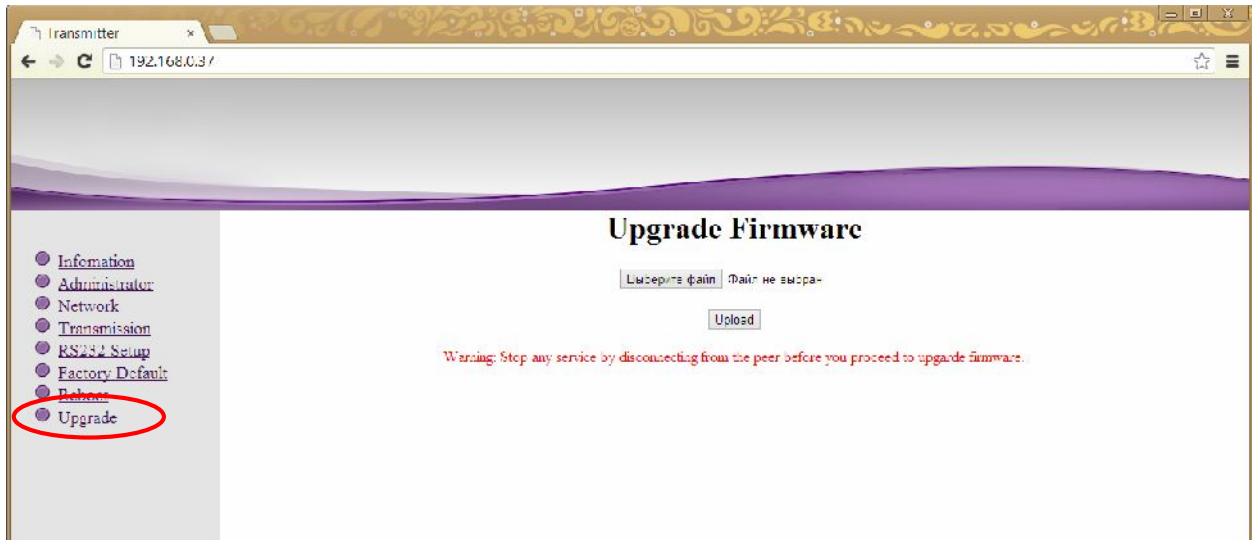 Transmitter
192.168.0.37
Upgrade Firmware
Infomation
Administrator
Network
Transmission
RS232 Setup
Factory Default
Reboot
Upgrade
Выберите файл Файл не выбран
Upload
Warning: Stop any service by disconnecting from the peer before you proceed to upgarde firmware.